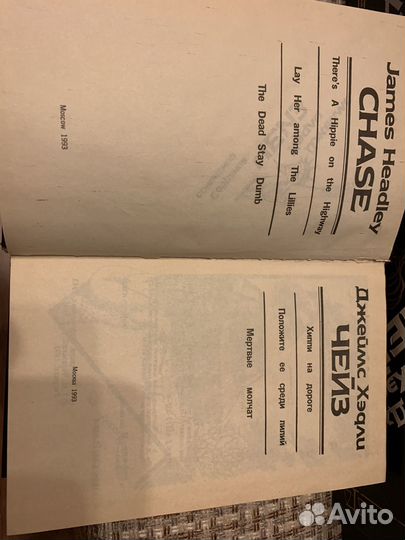 James Headley
CHASE
There's A Hippie on the Highway
Lay Her among The Lillies
The Dead Stay Dumb
Moscow 1993
Джеймс Хэдли
ЧЕЙЗ
Хиппи на дороге
Положите ее среди лилий
Мертвые молчат
Москва 1993
Avito